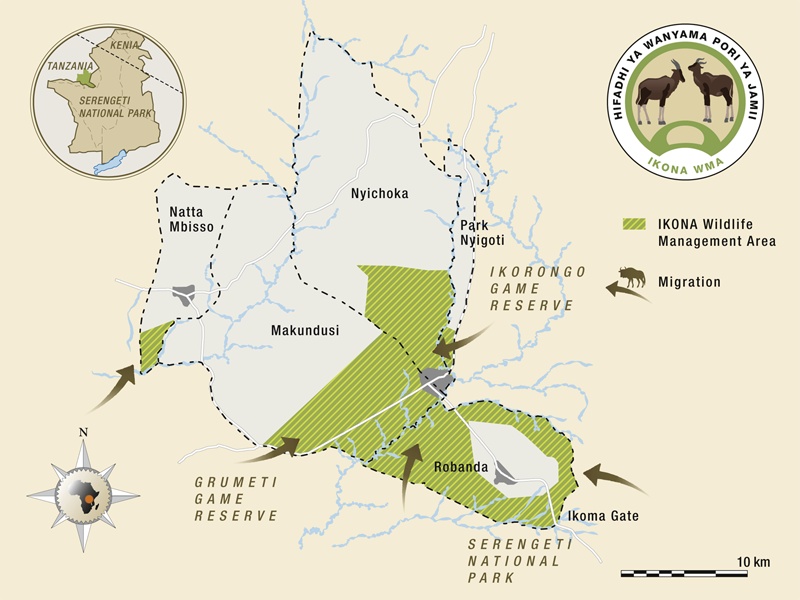 KENIA
TANZANIA
SERENGETI
NATIONAL PARK
HIFADHI YA WANYAMA PORI YA JAMII
IKONA WMA
Natta
Mbisso
Nyichoka
Park
Nyigoti
IKONA Wildlife
Management Area
Migration
IKORONGO
GAME
RESERVE
Makundusi
N
GRUMETI
GAME
RESERVE
Robanda
Ikoma Gate
SERENGETI
NATIONAL
PARK
10 km